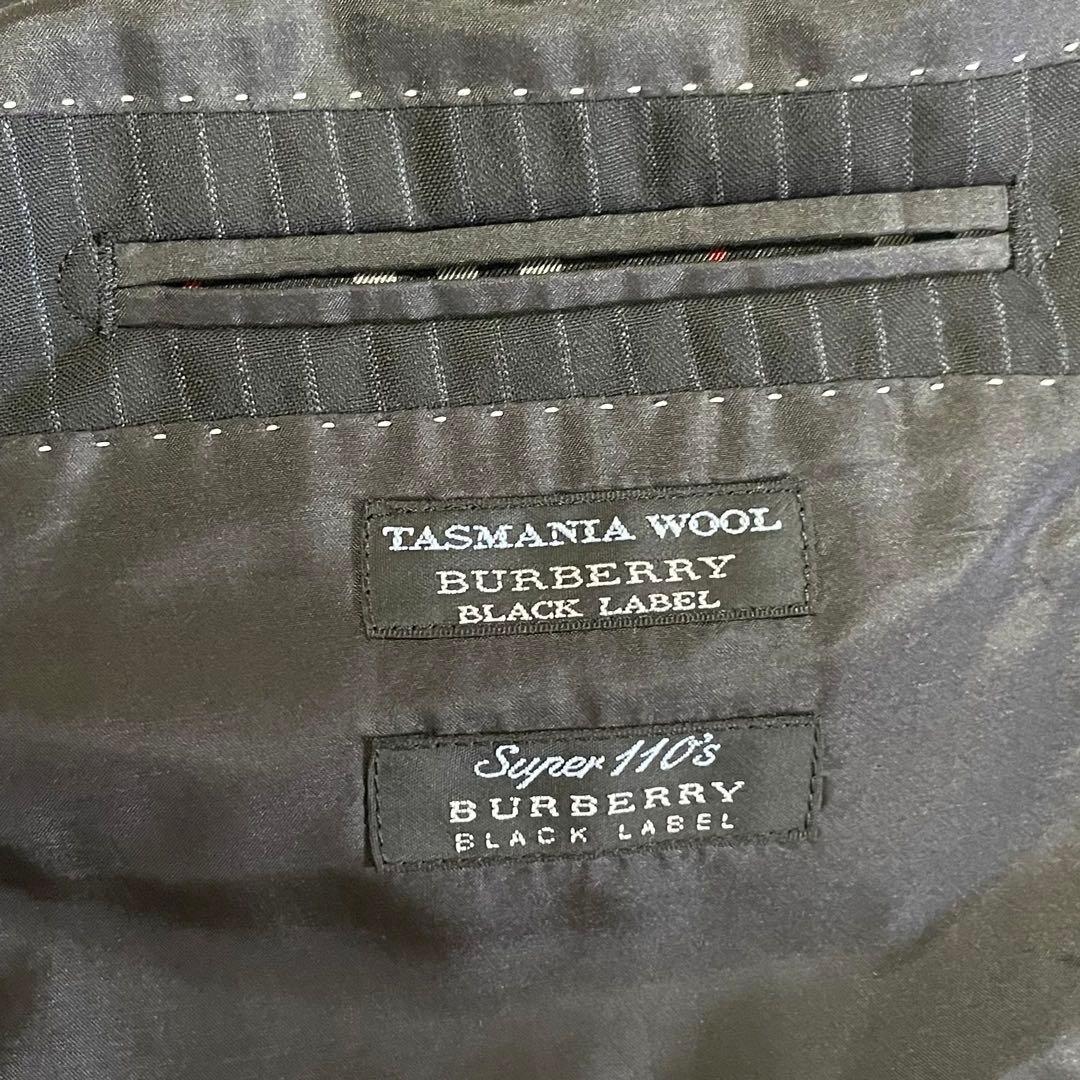 TASMANIA WOOL
BURBERRY
BLACK LABEL
Super 110's
BURBERRY
BLACK LABEL